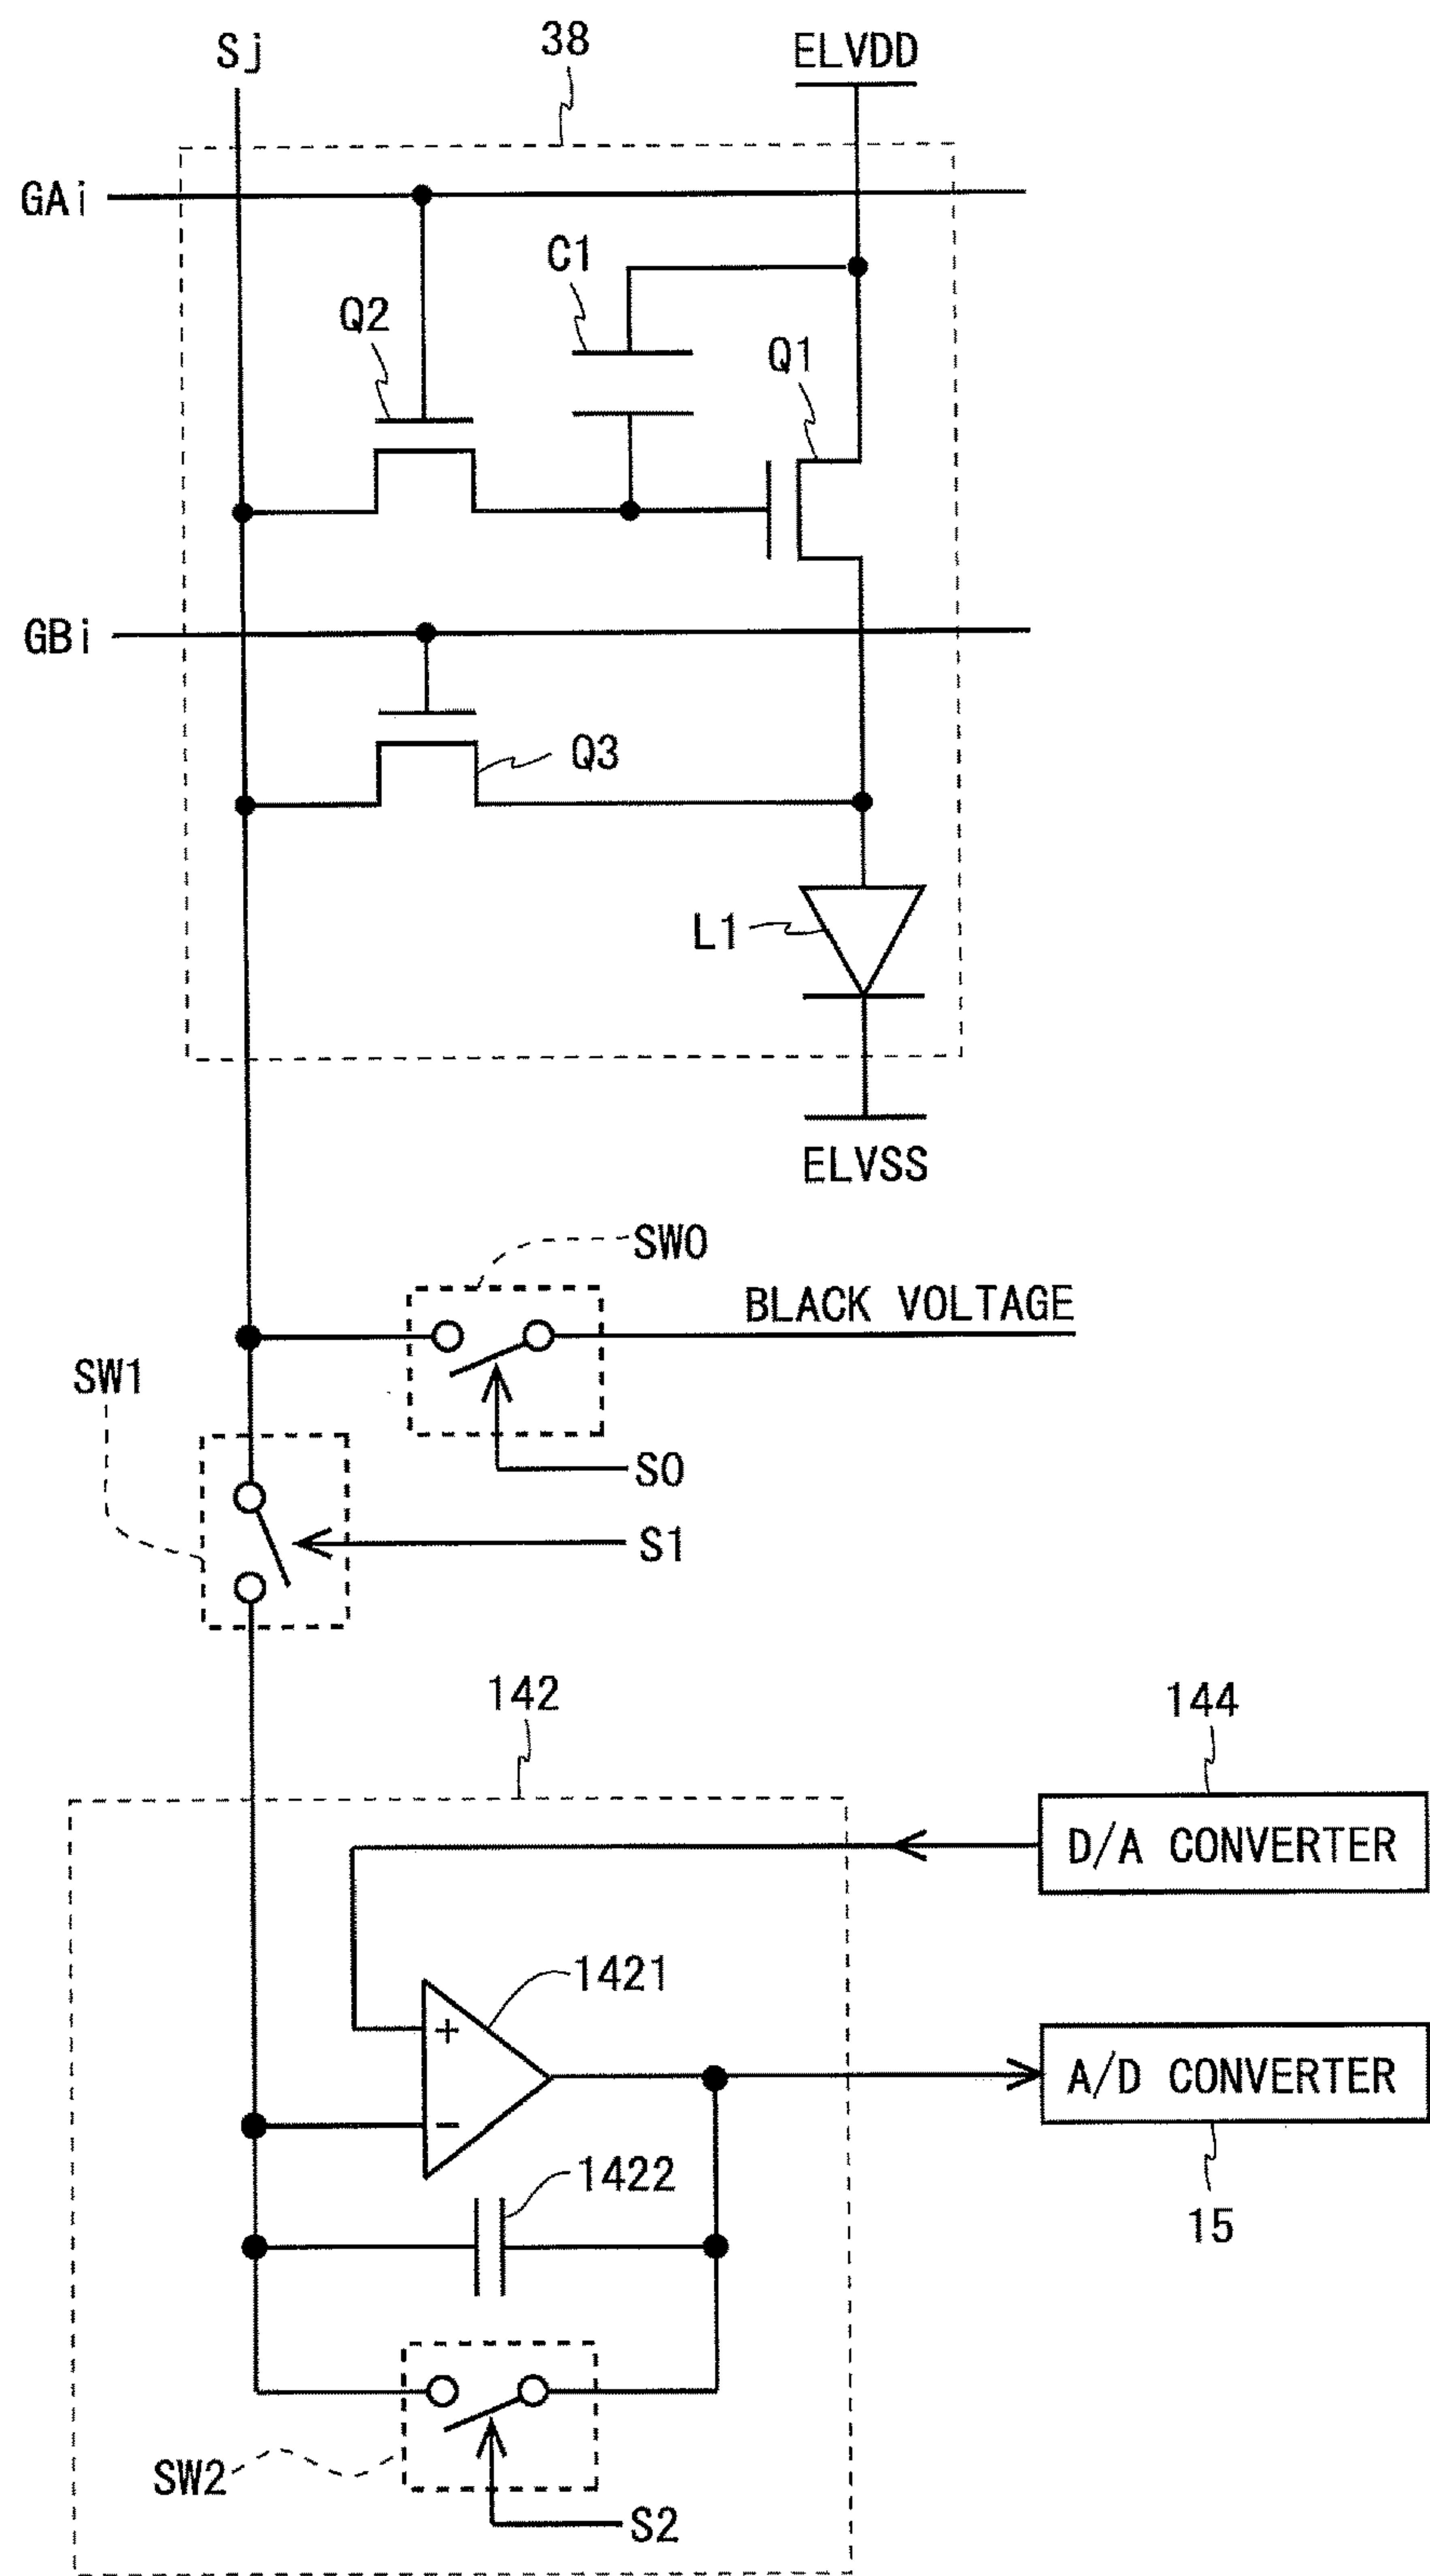 Sj
38
ELVDD
GAi
C1
Q2
Q1
GBi
Q3
L1
ELVSS
SW0
BLACK VOLTAGE
SW1
S0
S1
142
144
D/A CONVERTER
1421
+
A/D CONVERTER
−
1422
15
SW2
S2